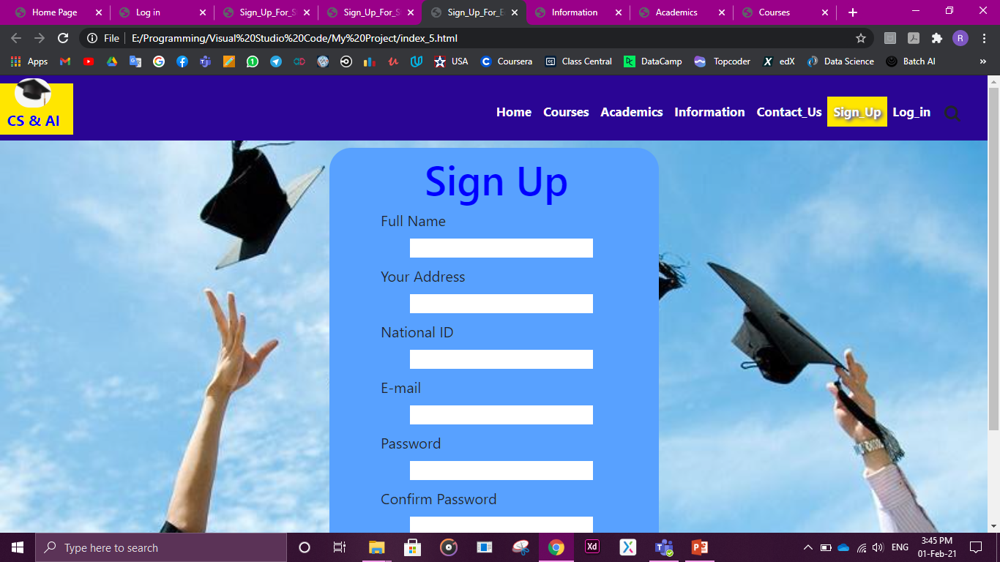 Home Page Log in Sign_Up_For_S Sign_Up_For_S Sign_Up_For_E Information Academics Courses
File E:/Programming/Visual%20Studio%20Code/My%20Project/index_5.html R
Apps USA Coursera Class Central DataCamp Topcoder edX Data Science Batch AI »
CS & AI
Home Courses Academics Information Contact_Us Sign_Up Log_in
Sign Up
Full Name
Your Address
National ID
E-mail
Password
Confirm Password
Type here to search
Xd
ENG
3:45 PM
01-Feb-21